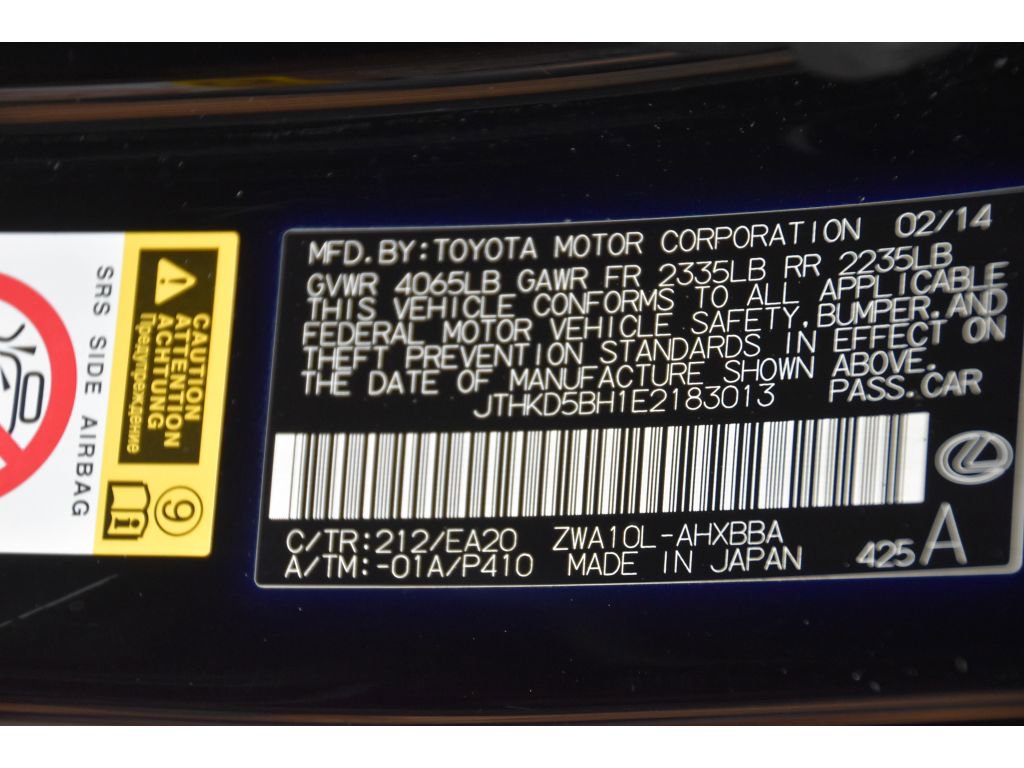 MFD.BY:TOYOTA MOTOR CORPORATION 02/14
GVWR 4065LB GAWR FR 2335LB RR 2235LB
THIS VEHICLE CONFORMS TO ALL APPLICABLE
FEDERAL MOTOR VEHICLE SAFETY,BUMPER,AND
THEFT PREVENTION STANDARDS IN EFFECT ON
THE DATE OF MANUFACTURE SHOWN ABOVE.
JTHKD5BH1E2183013 PASS.CAR
C/TR:212/EA20 ZWA10L-AHXBBA
A/TM:-01A/P410 MADE IN JAPAN 425 A
CAUTION
ATTENTION
ACHTUNG
Предупреждение
9
i
SRS SIDE AIRBAG